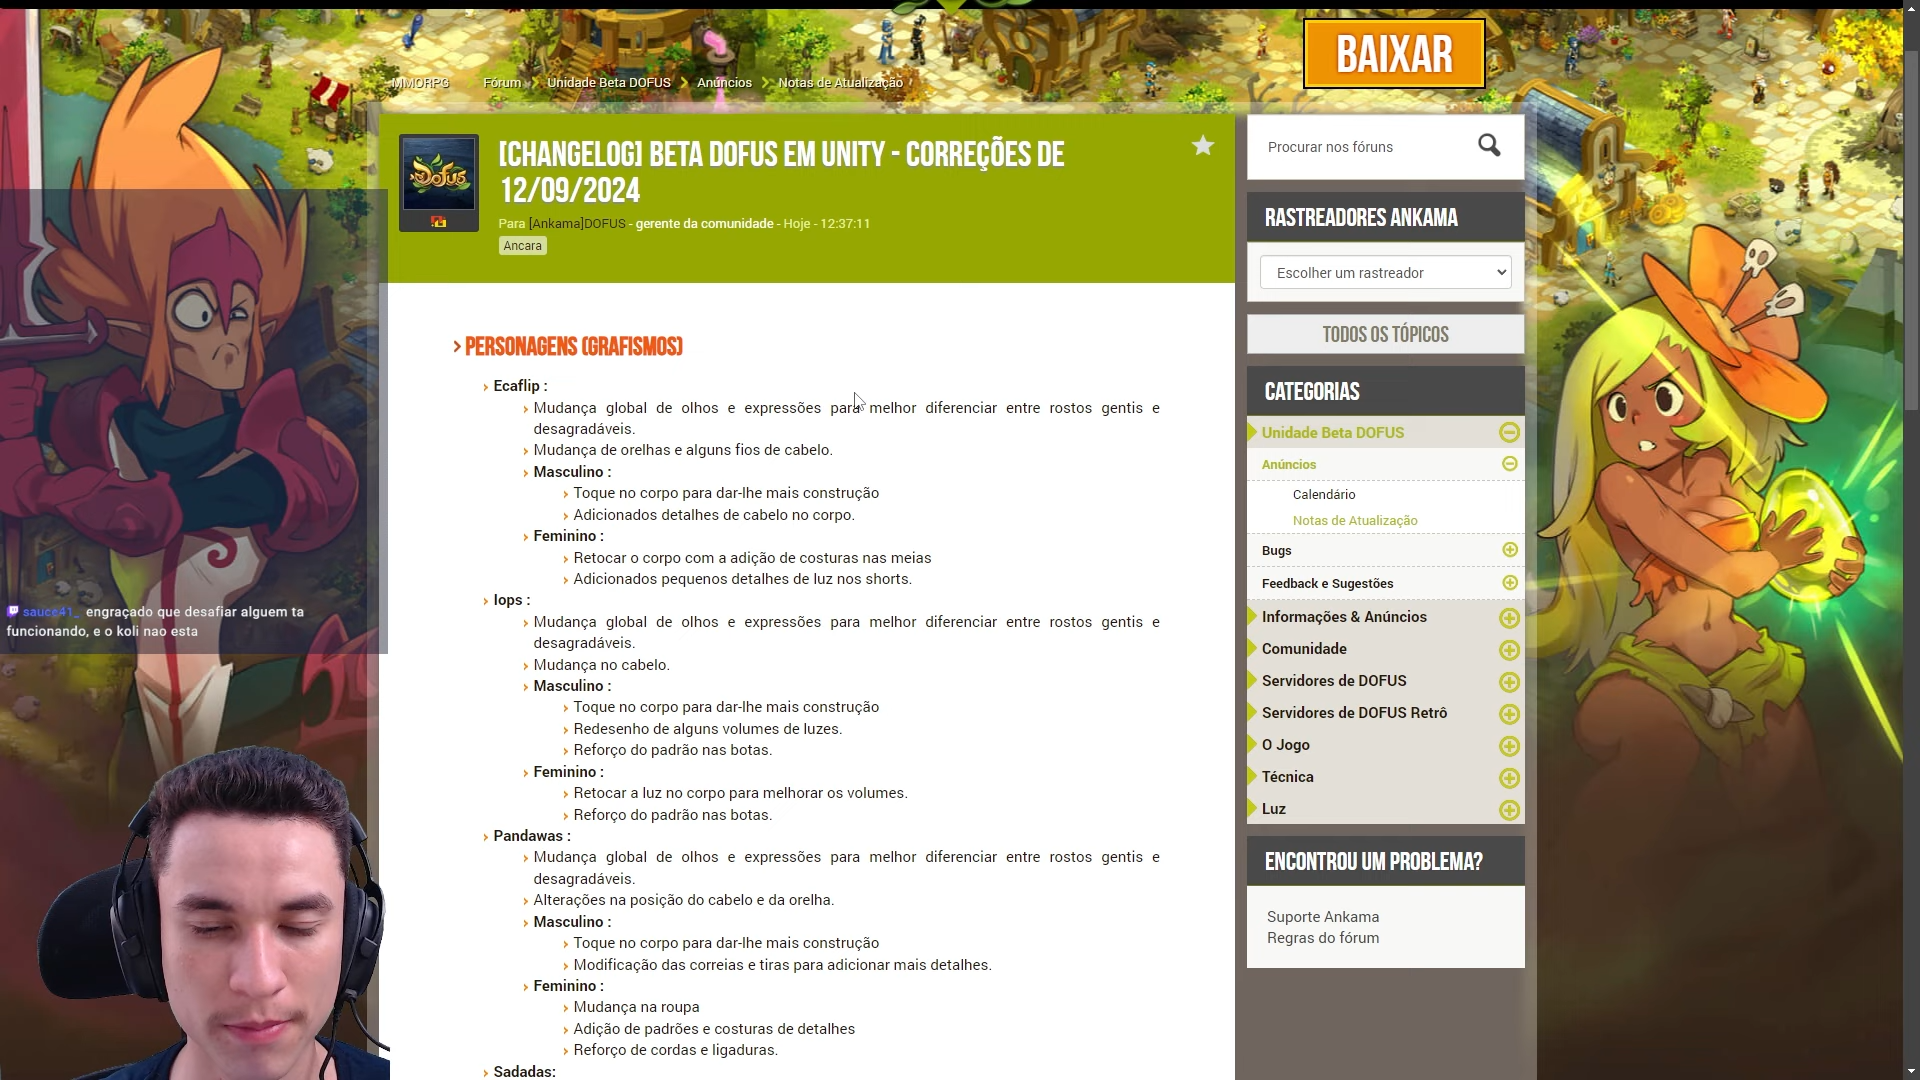 BAIXAR
MMORPG
Fórum
Unidade Beta DOFUS
Anúncios
Notas de Atualização
[CHANGELOG] BETA DOFUS EM UNITY - CORREÇÕES DE
12/09/2024
Para [Ankama]DOFUS - gerente da comunidade - Hoje - 12:37:11
Ancara
DOFUS
PERSONAGENS (GRAFISMOS)
Ecaflip :
Mudança global de olhos e expressões para melhor diferenciar entre rostos gentis e
desagradáveis.
Mudança de orelhas e alguns fios de cabelo.
Masculino :
Toque no corpo para dar-lhe mais construção
Adicionados detalhes de cabelo no corpo.
Feminino :
Retocar o corpo com a adição de costuras nas meias
Adicionados pequenos detalhes de luz nos shorts.
Iops :
Mudança global de olhos e expressões para melhor diferenciar entre rostos gentis e
desagradáveis.
Mudança no cabelo.
Masculino :
Toque no corpo para dar-lhe mais construção
Redesenho de alguns volumes de luzes.
Reforço do padrão nas botas.
Feminino :
Retocar a luz no corpo para melhorar os volumes.
Reforço do padrão nas botas.
Pandawas :
Mudança global de olhos e expressões para melhor diferenciar entre rostos gentis e
desagradáveis.
Alterações na posição do cabelo e da orelha.
Masculino :
Toque no corpo para dar-lhe mais construção
Modificação das correias e tiras para adicionar mais detalhes.
Feminino :
Mudança na roupa
Adição de padrões e costuras de detalhes
Reforço de cordas e ligaduras.
Sadadas:
sauce41_ engraçado que desafiar alguem ta
funcionando, e o koli nao esta
Procurar nos fóruns
RASTREADORES ANKAMA
Escolher um rastreador
TODOS OS TÓPICOS
CATEGORIAS
Unidade Beta DOFUS
Anúncios
Calendário
Notas de Atualização
Bugs
Feedback e Sugestões
Informações & Anúncios
Comunidade
Servidores de DOFUS
Servidores de DOFUS Retrô
O Jogo
Técnica
Luz
ENCONTROU UM PROBLEMA?
Suporte Ankama
Regras do fórum